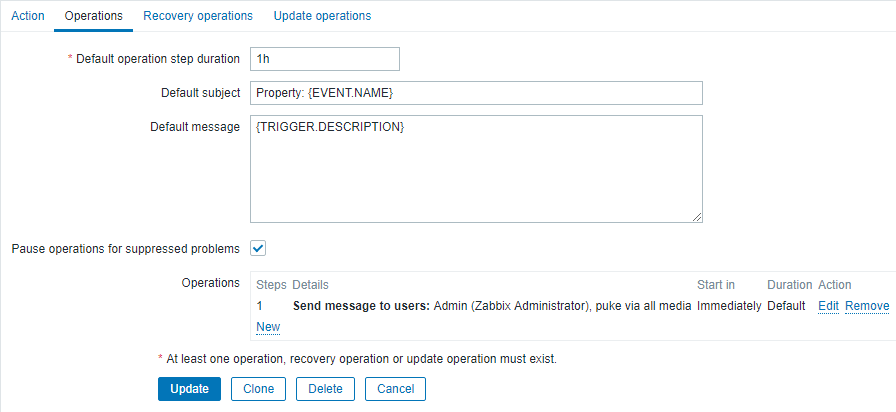 Action Operations Recovery operations Update operations
* Default operation step duration 1h
Default subject Property: {EVENT.NAME}
Default message {TRIGGER.DESCRIPTION}
Pause operations for suppressed problems
Operations Steps Details Start in Duration Action
1 Send message to users: Admin (Zabbix Administrator), puke via all media Immediately Default Edit Remove
New
* At least one operation, recovery operation or update operation must exist.
Update Clone Delete Cancel